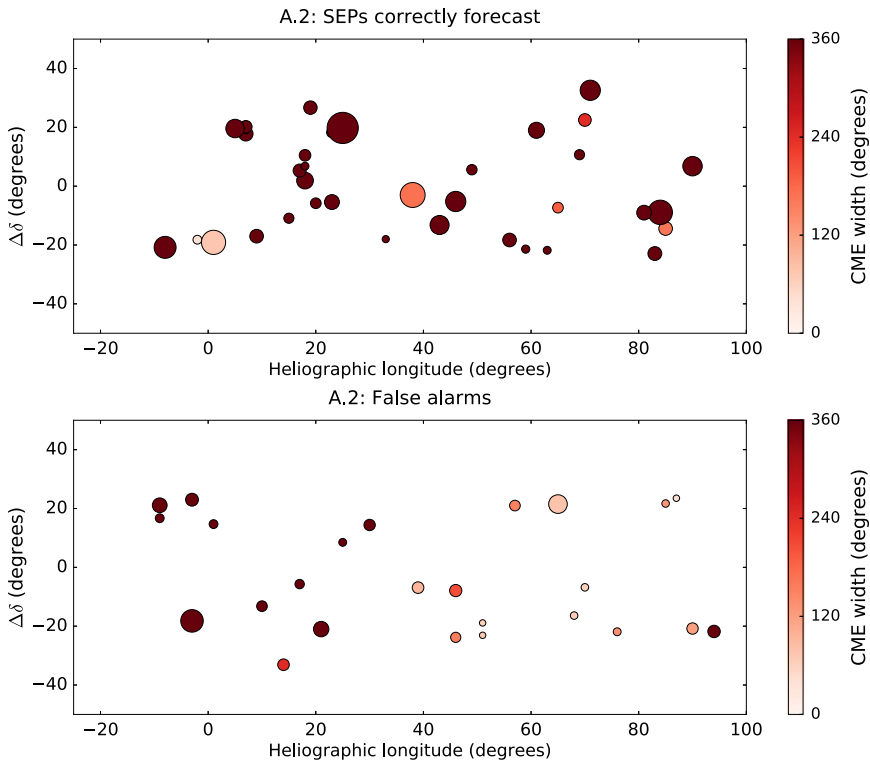 A.2: SEPs correctly forecast
40
20
0
−20
−40
Δδ (degrees)
−20 0 20 40 60 80 100
Heliographic longitude (degrees)
360
240
120
0
CME width (degrees)
A.2: False alarms
40
20
0
−20
−40
Δδ (degrees)
−20 0 20 40 60 80 100
Heliographic longitude (degrees)
360
240
120
0
CME width (degrees)